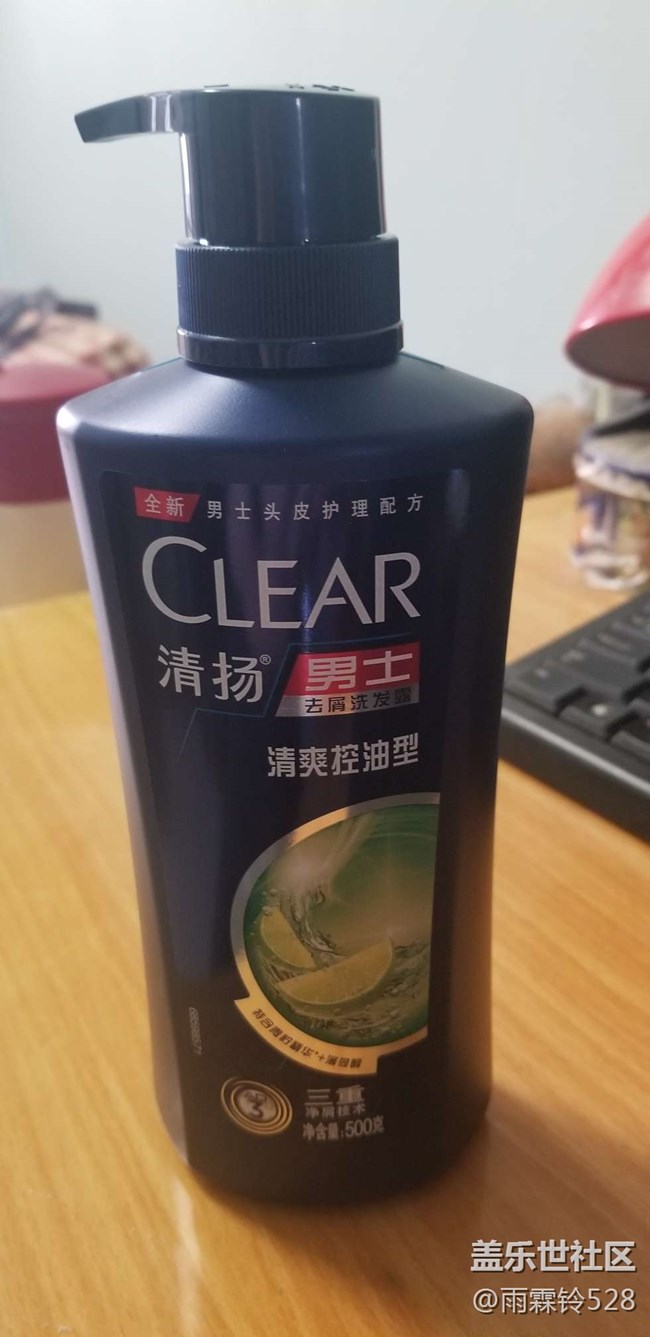 全新 男士头皮护理配方
CLEAR
清扬® 男士
去屑洗发露
清爽控油型
三重
净屑技术
净含量:500克
盖乐世社区
@雨霖铃528